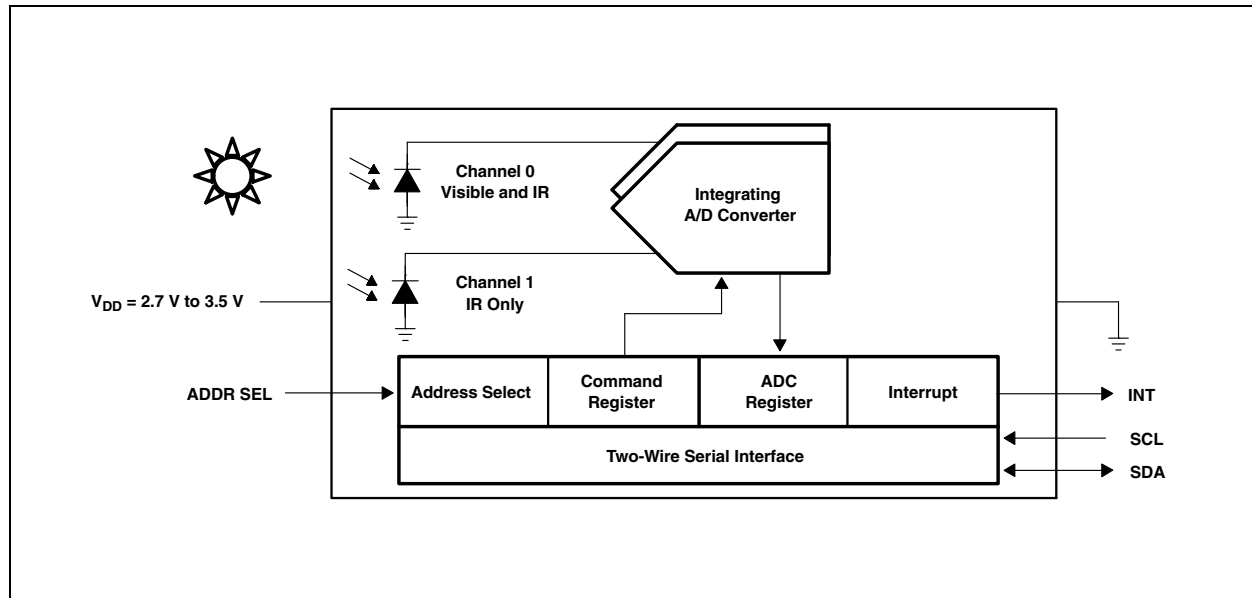 Channel 0
Visible and IR
Integrating
A/D Converter
Channel 1
IR Only
VDD = 2.7 V to 3.5 V
ADDR SEL
Address Select
Command
Register
ADC
Register
Interrupt
INT
SCL
Two-Wire Serial Interface
SDA